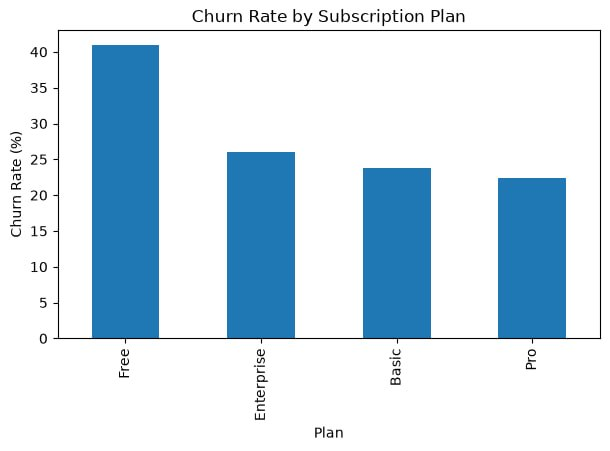 Churn Rate by Subscription Plan
Churn Rate (%)
40
35
30
25
20
15
10
5
0
Free
Enterprise
Basic
Pro
Plan